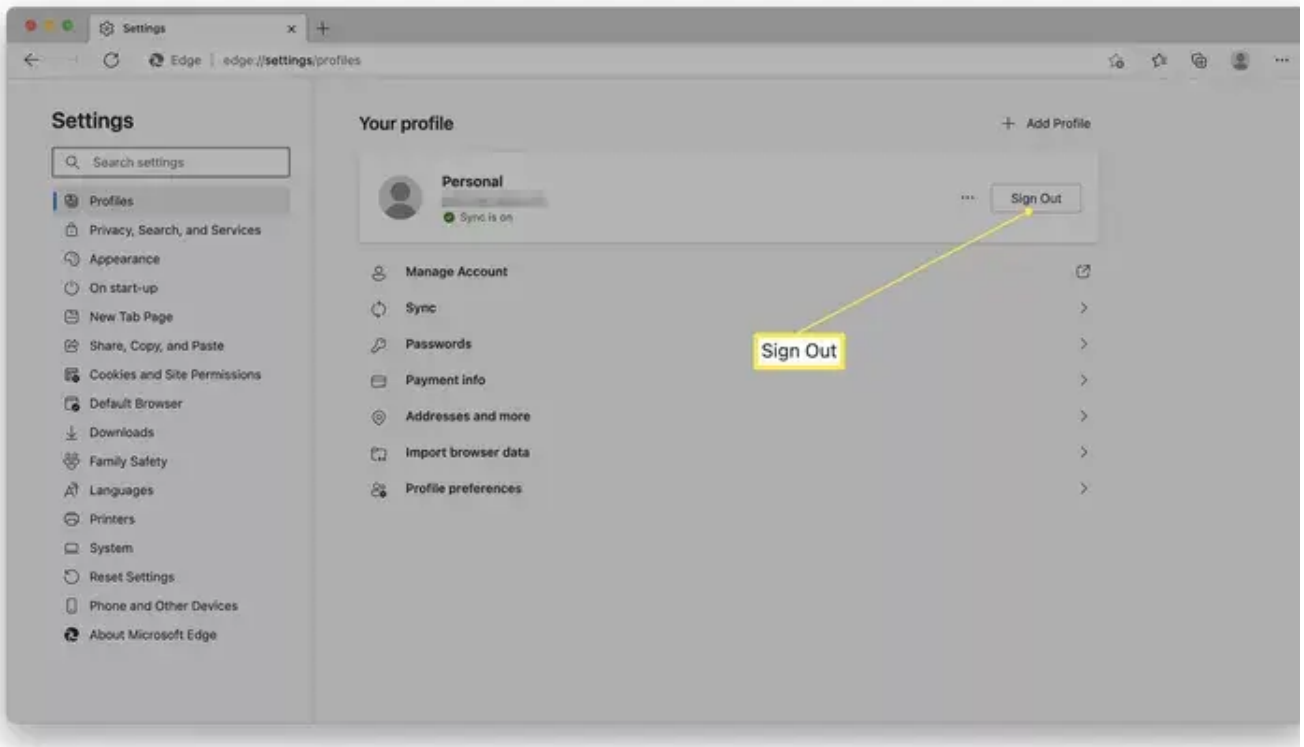 Settings
Edge | edge://settings/profiles
Settings
Search settings
Profiles
Privacy, Search, and Services
Appearance
On start-up
New Tab Page
Share, Copy, and Paste
Cookies and Site Permissions
Default Browser
Downloads
Family Safety
Languages
Printers
System
Reset Settings
Phone and Other Devices
About Microsoft Edge
Your profile
Add Profile
Personal
Sync is on
Sign Out
Manage Account
Sync
Sign Out
Passwords
Payment info
Addresses and more
Import browser data
Profile preferences